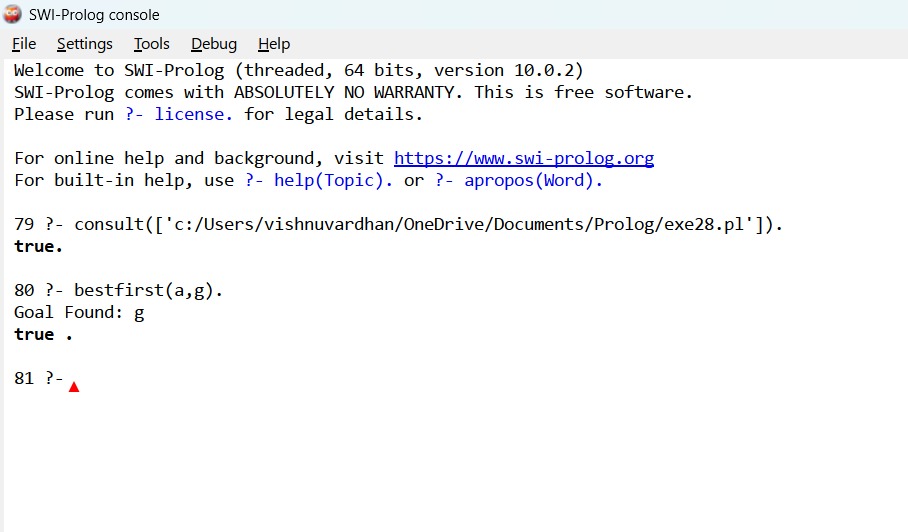 SWI-Prolog console
File Settings Tools Debug Help
Welcome to SWI-Prolog (threaded, 64 bits, version 10.0.2)
SWI-Prolog comes with ABSOLUTELY NO WARRANTY. This is free software.
Please run ?- license. for legal details.
For online help and background, visit https://www.swi-prolog.org
For built-in help, use ?- help(Topic). or ?- apropos(Word).
79 ?- consult(['c:/Users/vishnuvardhan/OneDrive/Documents/Prolog/exe28.pl']).
true.
80 ?- bestfirst(a,g).
Goal Found: g
true .
81 ?-